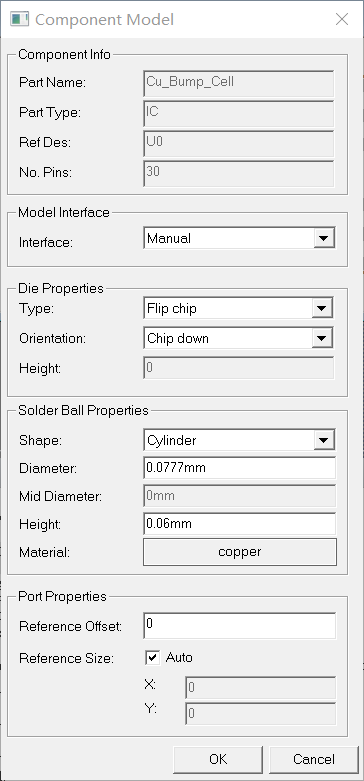 Component Model
Component Info
Part Name: Cu_Bump_Cell
Part Type: IC
Ref Des: U0
No. Pins: 30
Model Interface
Interface: Manual
Die Properties
Type: Flip chip
Orientation: Chip down
Height: 0
Solder Ball Properties
Shape: Cylinder
Diameter: 0.0777mm
Mid Diameter: 0mm
Height: 0.06mm
Material: copper
Port Properties
Reference Offset: 0
Reference Size: Auto
X: 0
Y: 0
OK Cancel